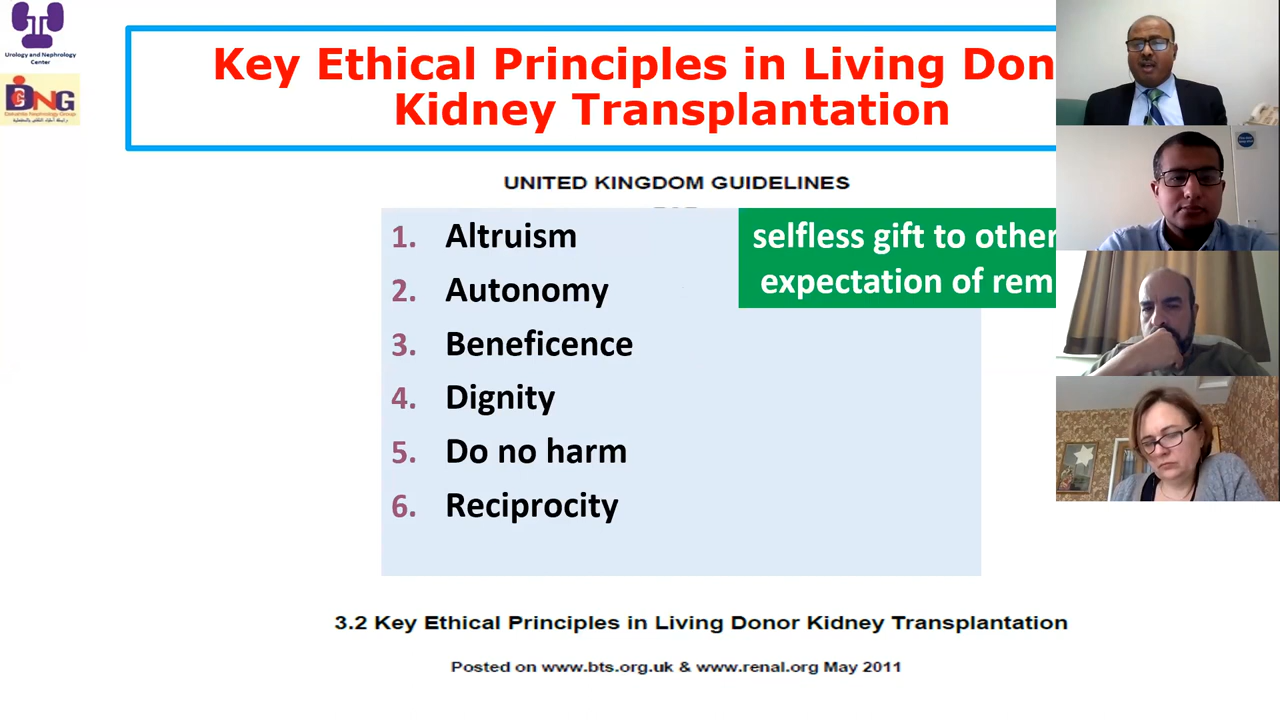 Urology and Nephrology
Center
Key Ethical Principles in Living Don
Kidney Transplantation
UNITED KINGDOM GUIDELINES
1. Altruism
selfless gift to other
expectation of rem
2. Autonomy
3. Beneficence
4. Dignity
5. Do no harm
6. Reciprocity
3.2 Key Ethical Principles in Living Donor Kidney Transplantation
Posted on www.bts.org.uk & www.renal.org May 2011